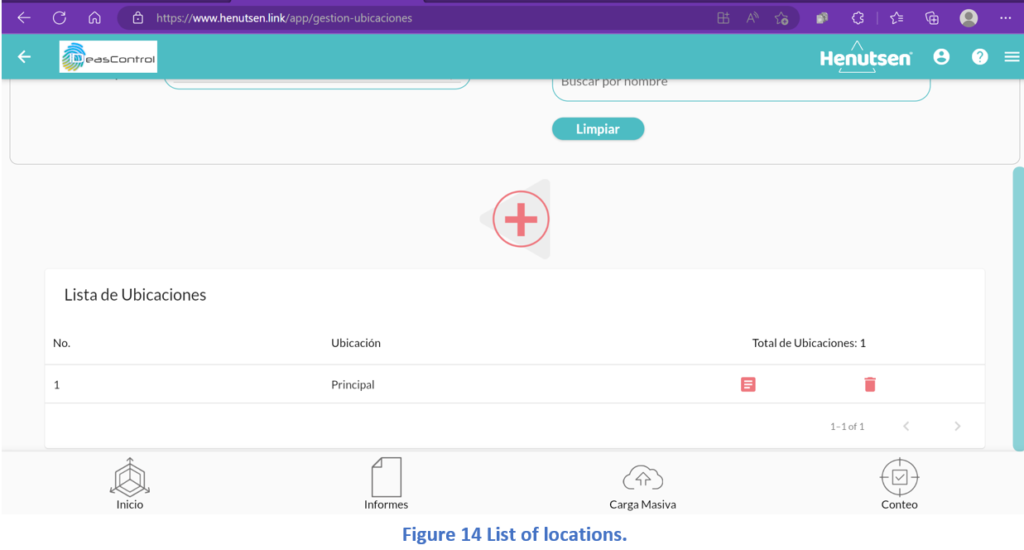 https://www.henutsen.link/app/gestion-ubicaciones
easControl
Henutsen
Buscar por nombre
Limpiar
Lista de Ubicaciones
No. Ubicación Total de Ubicaciones: 1
1 Principal
1–1 of 1
Inicio Informes Carga Masiva Conteo
Figure 14 List of locations.